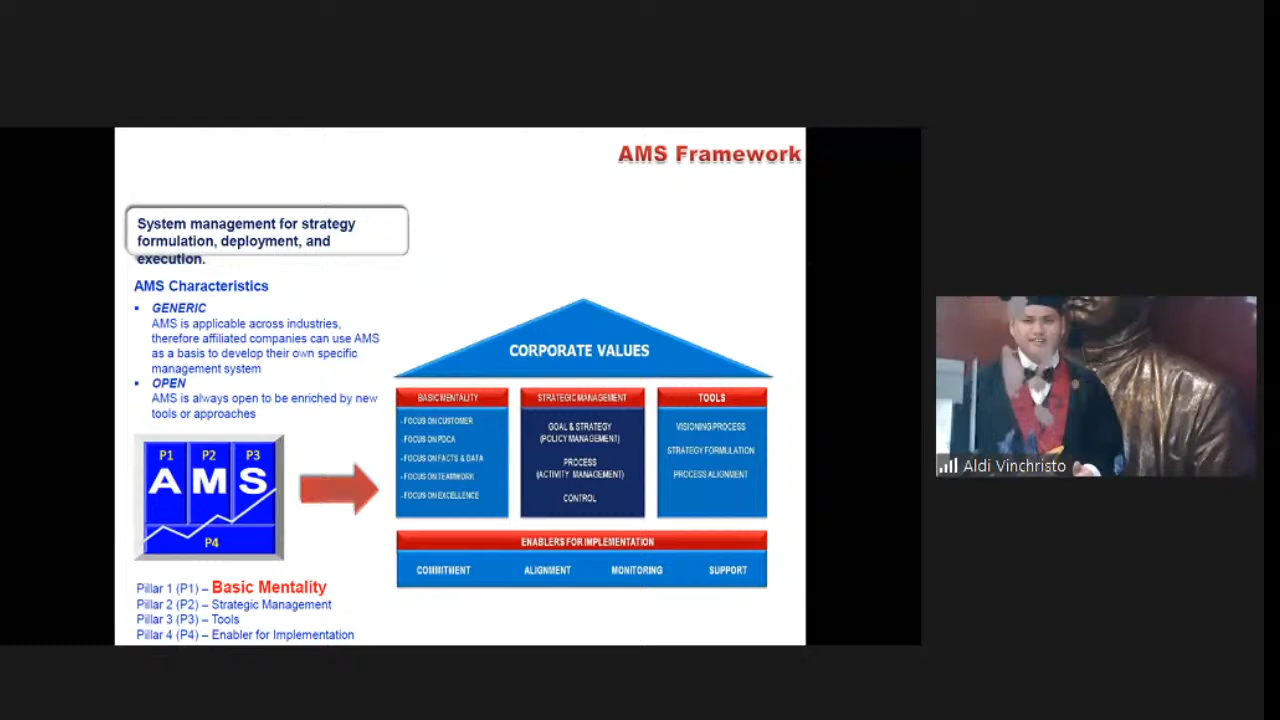 AMS Framework
System management for strategy
formulation, deployment, and
execution.
AMS Characteristics
▪ GENERIC
AMS is applicable across industries,
therefore affiliated companies can use AMS
as a basis to develop their own specific
management system
▪ OPEN
AMS is always open to be enriched by new
tools or approaches
P1 P2 P3
AMS
P4
Pillar 1 (P1) – Basic Mentality
Pillar 2 (P2) – Strategic Management
Pillar 3 (P3) – Tools
Pillar 4 (P4) – Enabler for Implementation
CORPORATE VALUES
BASIC MENTALITY
- FOCUS ON CUSTOMER
- FOCUS ON PDCA
- FOCUS ON FACTS & DATA
- FOCUS ON TEAMWORK
- FOCUS ON EXCELLENCE
STRATEGIC MANAGEMENT
GOAL & STRATEGY
(POLICY MANAGEMENT)
PROCESS
(ACTIVITY MANAGEMENT)
CONTROL
TOOLS
VISIONING PROCESS
STRATEGY FORMULATION
PROCESS ALIGNMENT
ENABLERS FOR IMPLEMENTATION
COMMITMENT ALIGNMENT MONITORING SUPPORT
Aldi Vinchristo